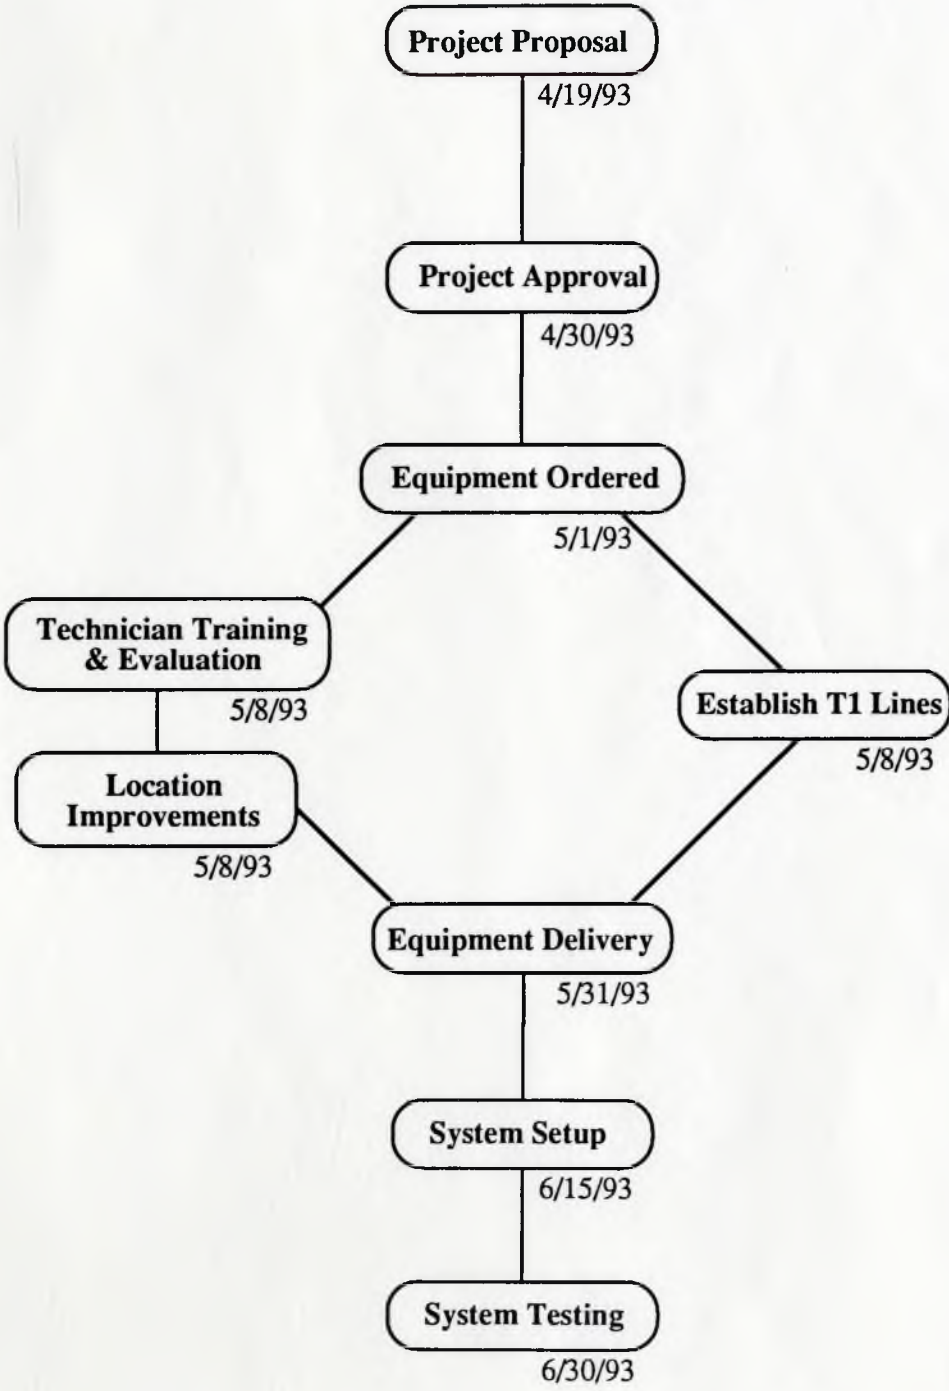 Project Proposal
4/19/93
Project Approval
4/30/93
Equipment Ordered
5/1/93
Technician Training
& Evaluation
5/8/93
Establish T1 Lines
5/8/93
Location
Improvements
5/8/93
Equipment Delivery
5/31/93
System Setup
6/15/93
System Testing
6/30/93